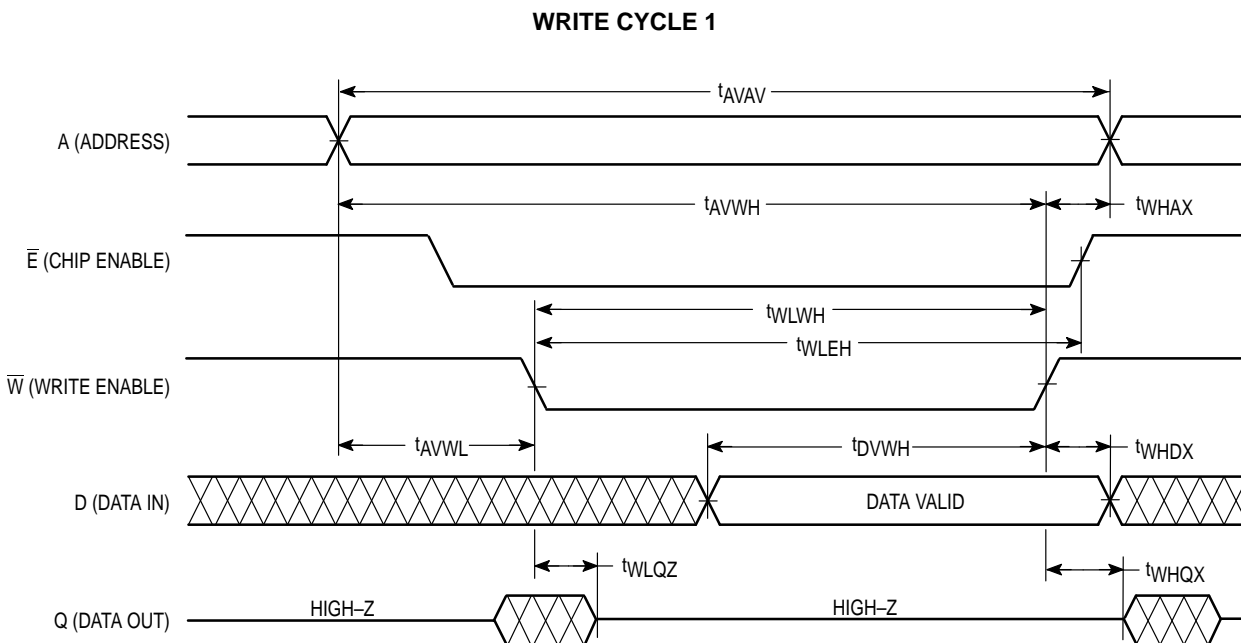 WRITE CYCLE 1
tAVAV
A (ADDRESS)
tAVWH
tWHAX
E̅ (CHIP ENABLE)
tWLWH
tWLEH
W̅ (WRITE ENABLE)
tAVWL
tDVWH
tWHDX
D (DATA IN)
DATA VALID
tWLQZ
tWHQX
Q (DATA OUT)
HIGH–Z
HIGH–Z